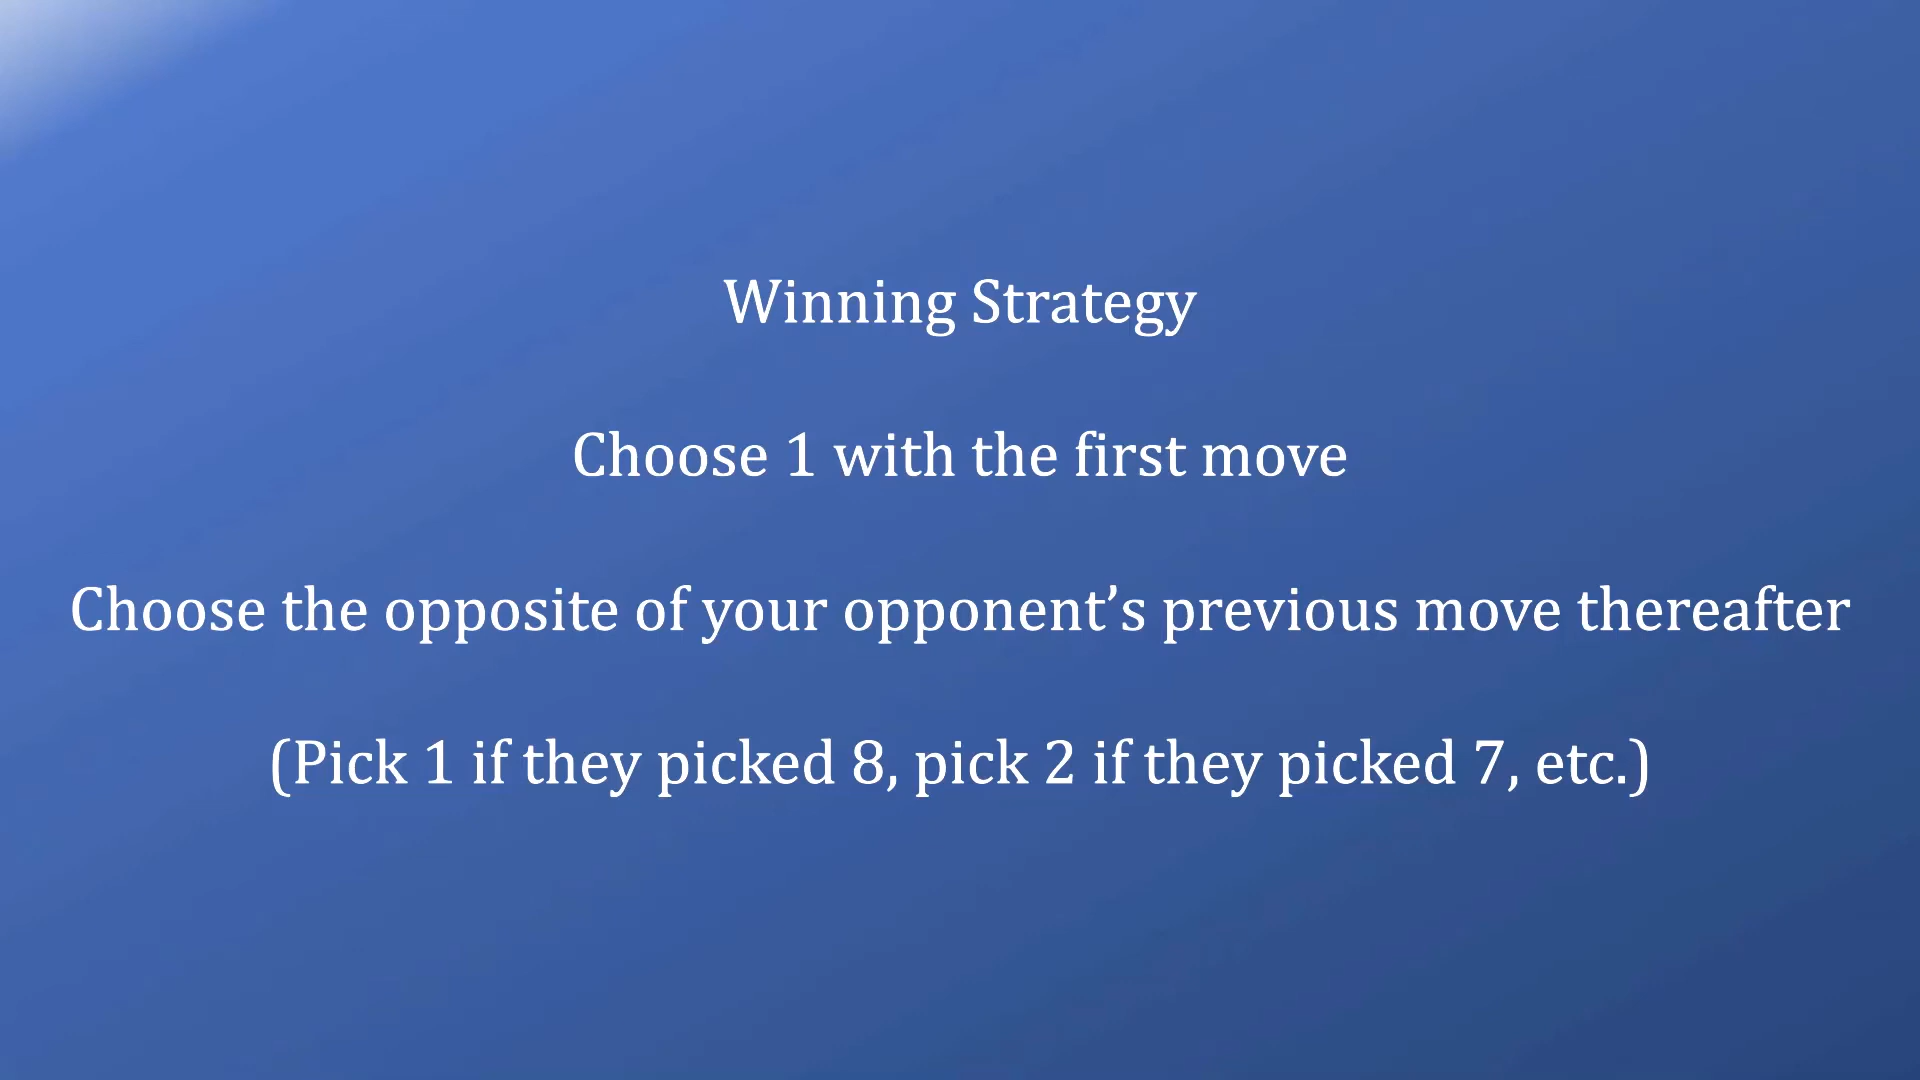 Winning Strategy
Choose 1 with the first move
Choose the opposite of your opponent’s previous move thereafter
(Pick 1 if they picked 8, pick 2 if they picked 7, etc.)